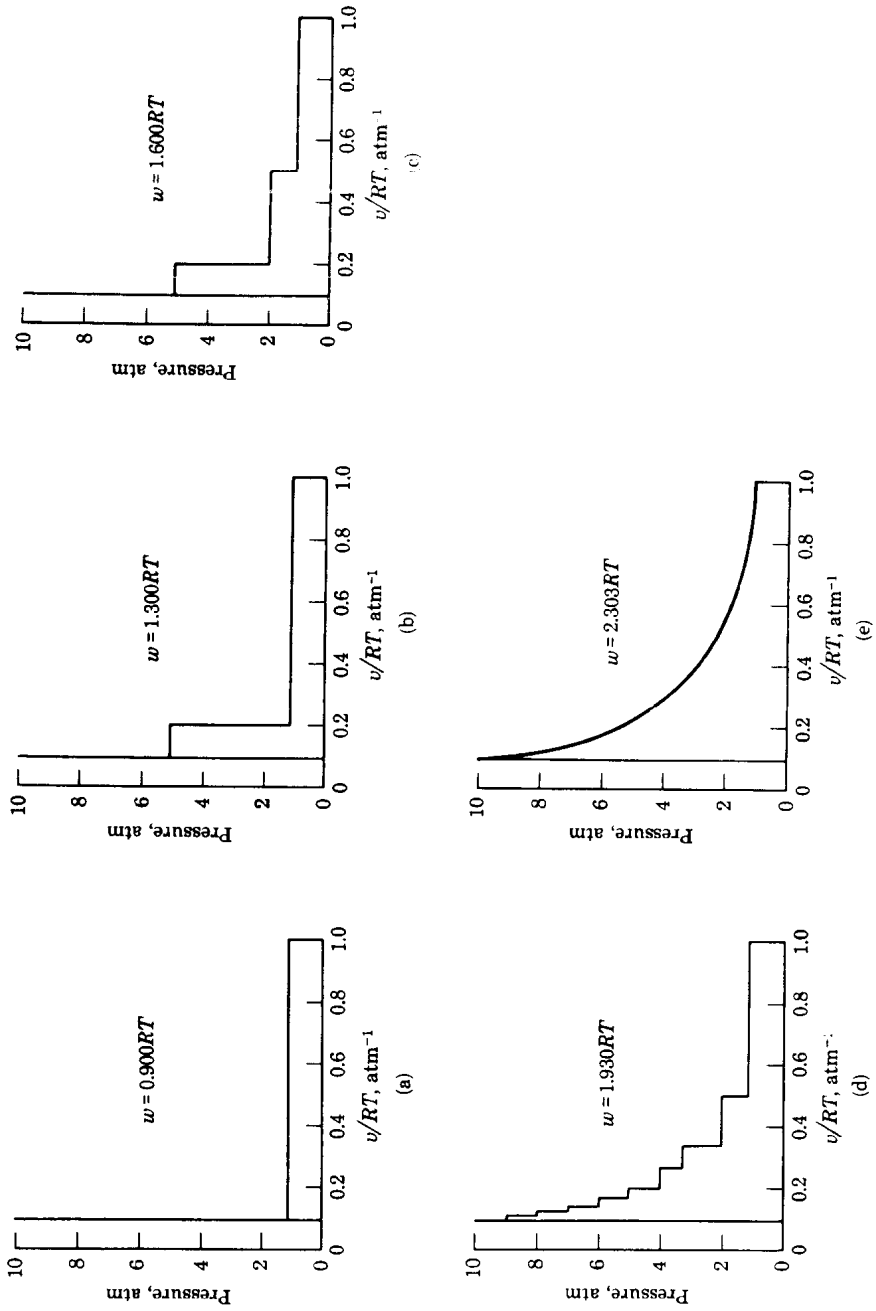 w = 0.900RT
Pressure, atm
10
8
6
4
2
0
0 0.2 0.4 0.6 0.8 1.0
v/RT, atm⁻¹
(a)
w = 1.300RT
Pressure, atm
10
8
6
4
2
0
0 0.2 0.4 0.6 0.8 1.0
v/RT, atm⁻¹
(b)
w = 1.600RT
Pressure, atm
10
8
6
4
2
0
0 0.2 0.4 0.6 0.8 1.0
v/RT, atm⁻¹
(c)
w = 1.930RT
Pressure, atm
10
8
6
4
2
0
0 0.2 0.4 0.6 0.8 1.0
v/RT, atm⁻¹
(d)
w = 2.303RT
Pressure, atm
10
8
6
4
2
0
0 0.2 0.4 0.6 0.8 1.0
v/RT, atm⁻¹
(e)